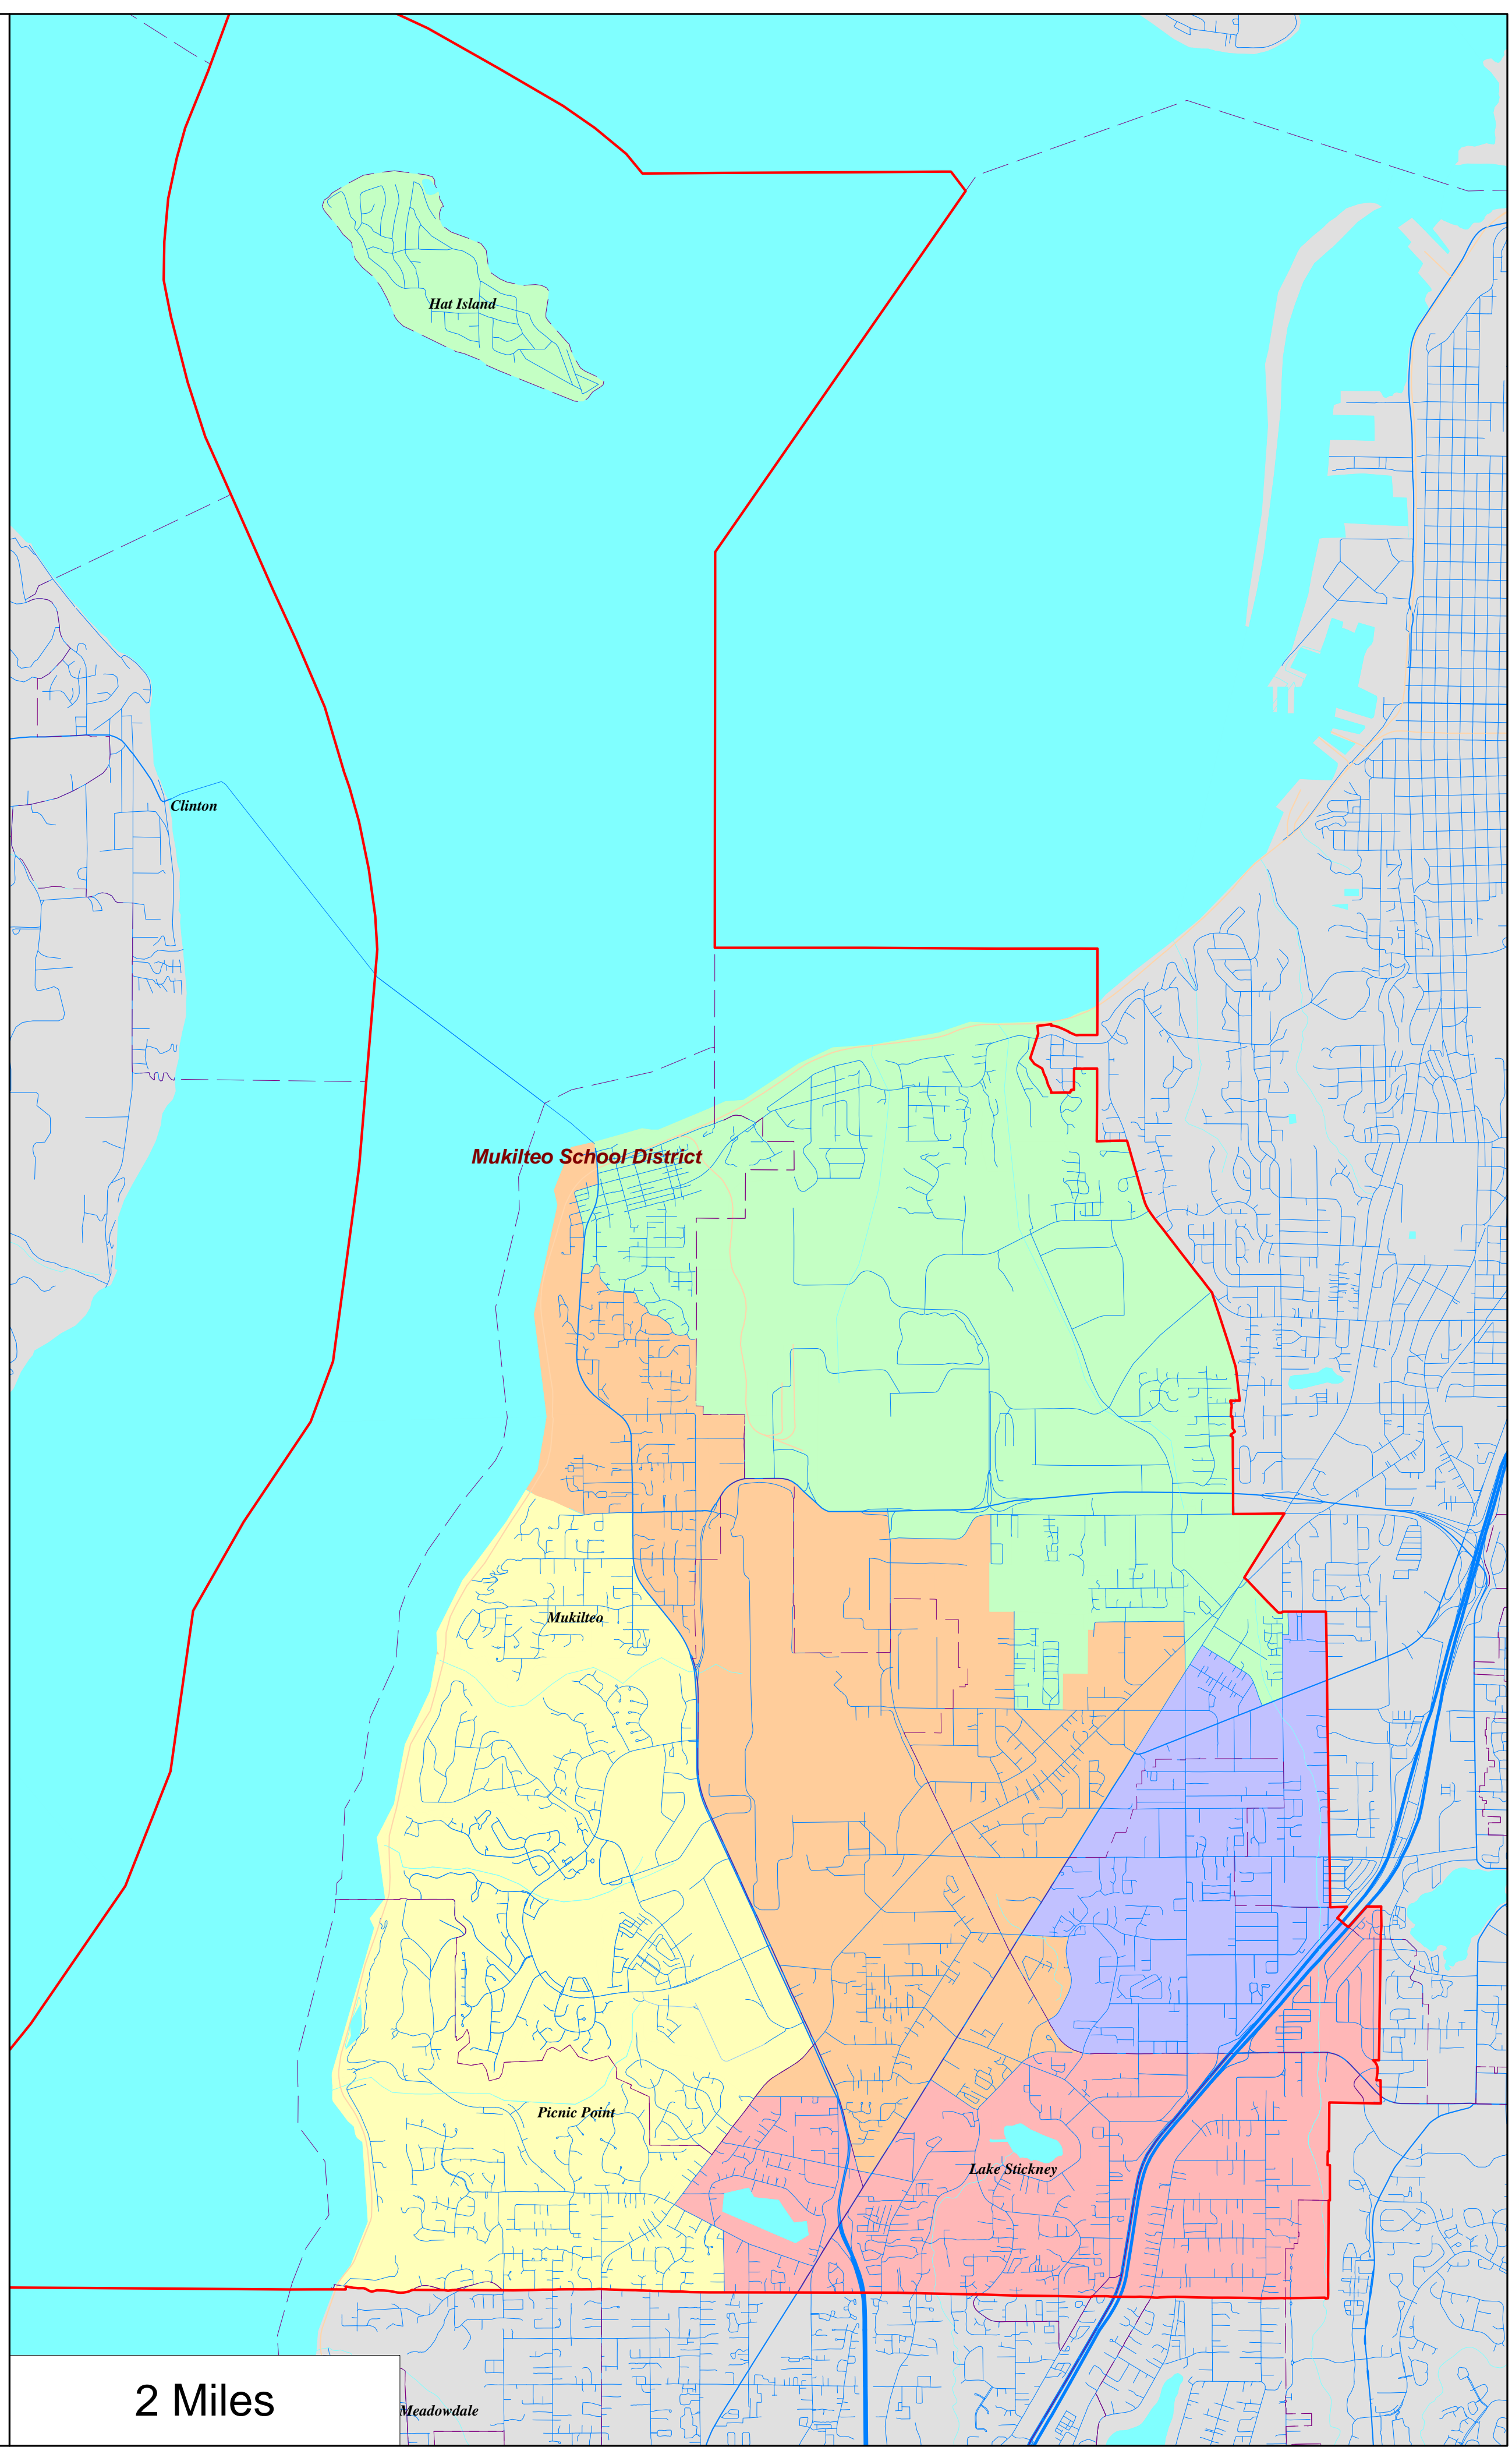 Hat Island
Clinton
Mukilteo School District
Mukilteo
Picnic Point
Lake Stickney
2 Miles
Meadowdale